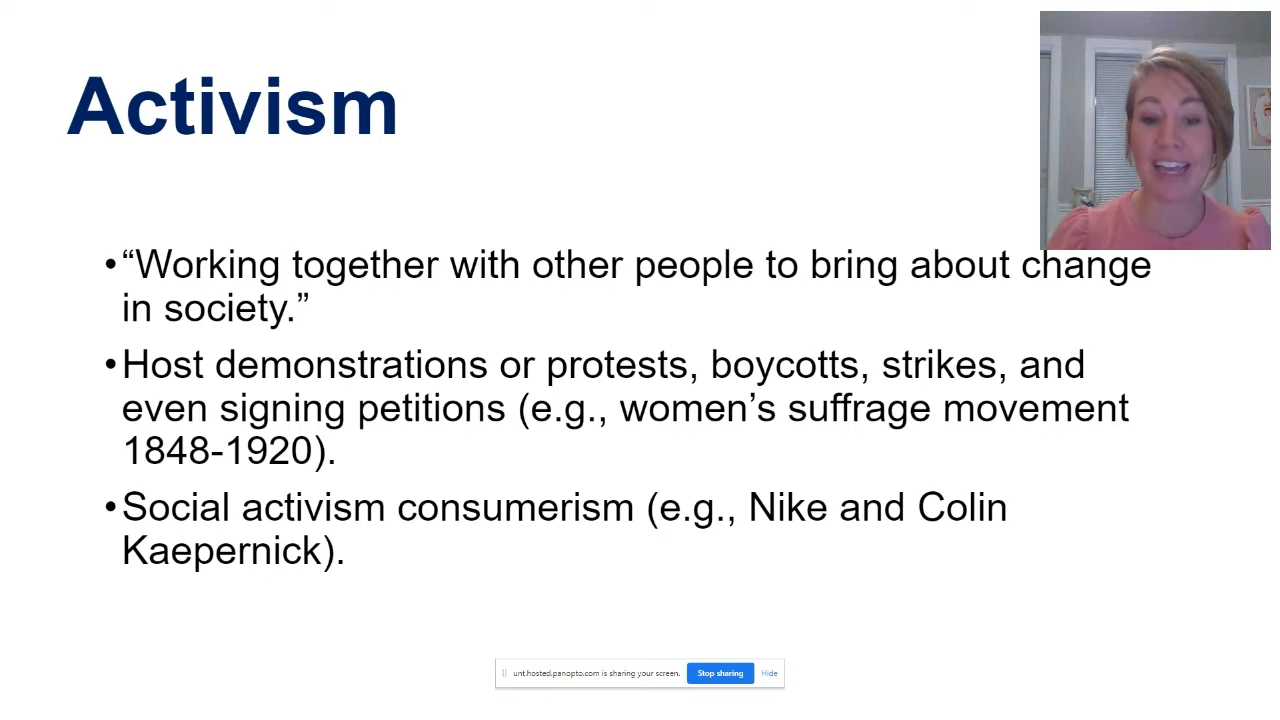 Activism
•“Working together with other people to bring about change
in society.”
•Host demonstrations or protests, boycotts, strikes, and
even signing petitions (e.g., women’s suffrage movement
1848-1920).
•Social activism consumerism (e.g., Nike and Colin
Kaepernick).
unt.hosted.panopto.com is sharing your screen. Stop sharing Hide